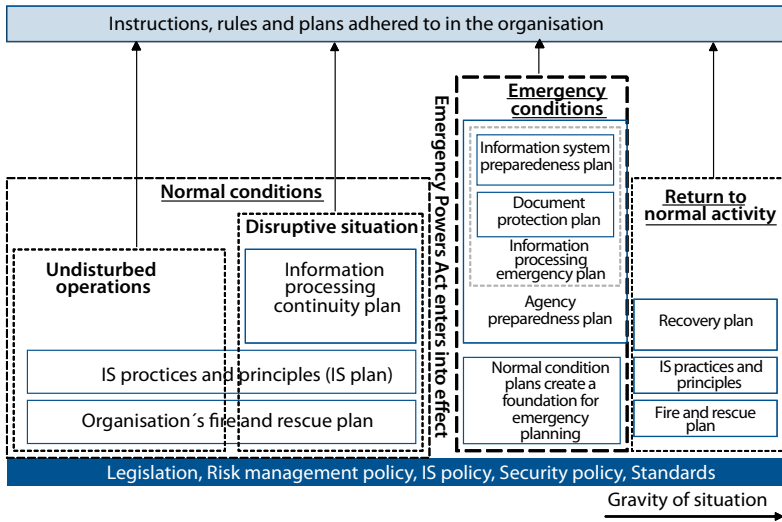 Instructions, rules and plans adhered to in the organisation
Normal conditions
Undisturbed
operations
Disruptive situation
Information
processing
continuity plan
IS proctices and principles (IS plan)
Organisation´s fire and rescue plan
Emergency Powers Act enters into effect
Emergency
conditions
Information system
preparedeness plan
Document
protection plan
Information
processing
emergency plan
Agency
preparedness plan
Normal condition
plans create a
foundation for
emergency
planning
Return to
normal activity
Recovery plan
IS practices and
principles
Fire and rescue
plan
Legislation, Risk management policy, IS policy, Security policy, Standards
Gravity of situation